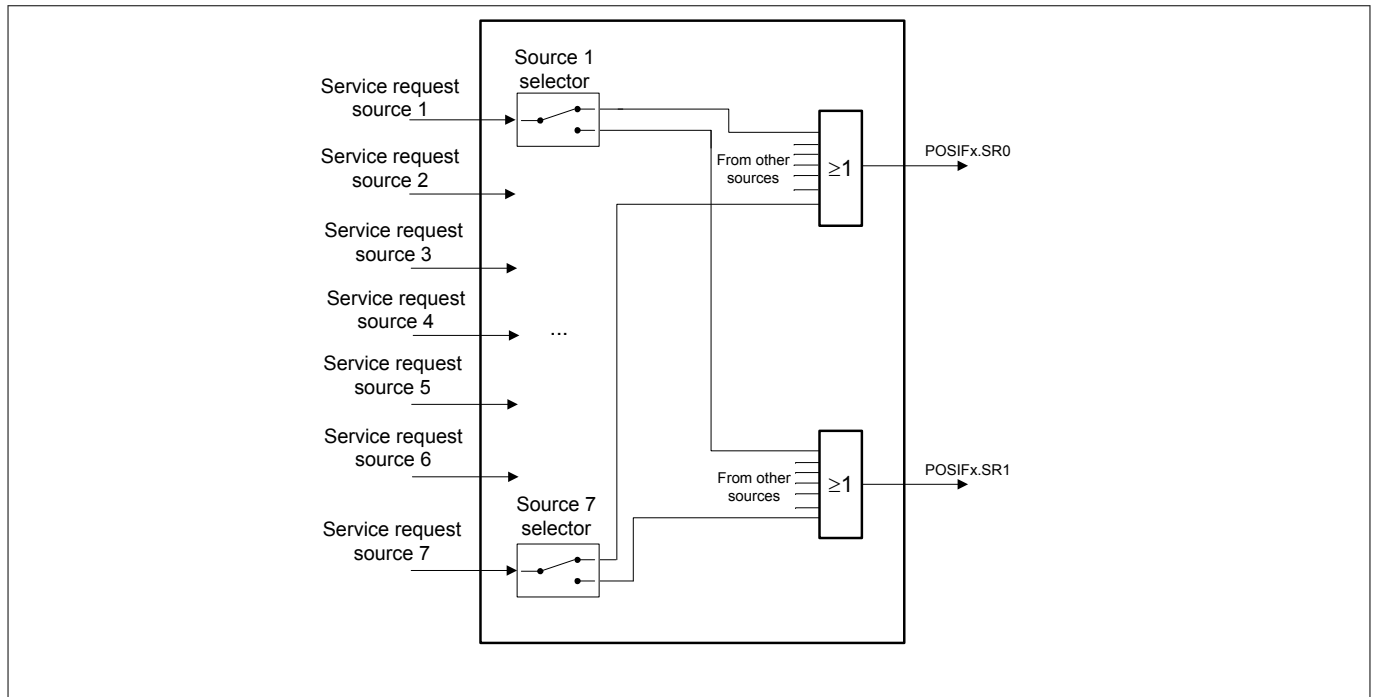 Source 1
selector
Service request
source 1
Service request
source 2
From other
sources
≥1
POSIFx.SR0
Service request
source 3
Service request
source 4
...
Service request
source 5
Service request
source 6
From other
sources
≥1
POSIFx.SR1
Source 7
selector
Service request
source 7